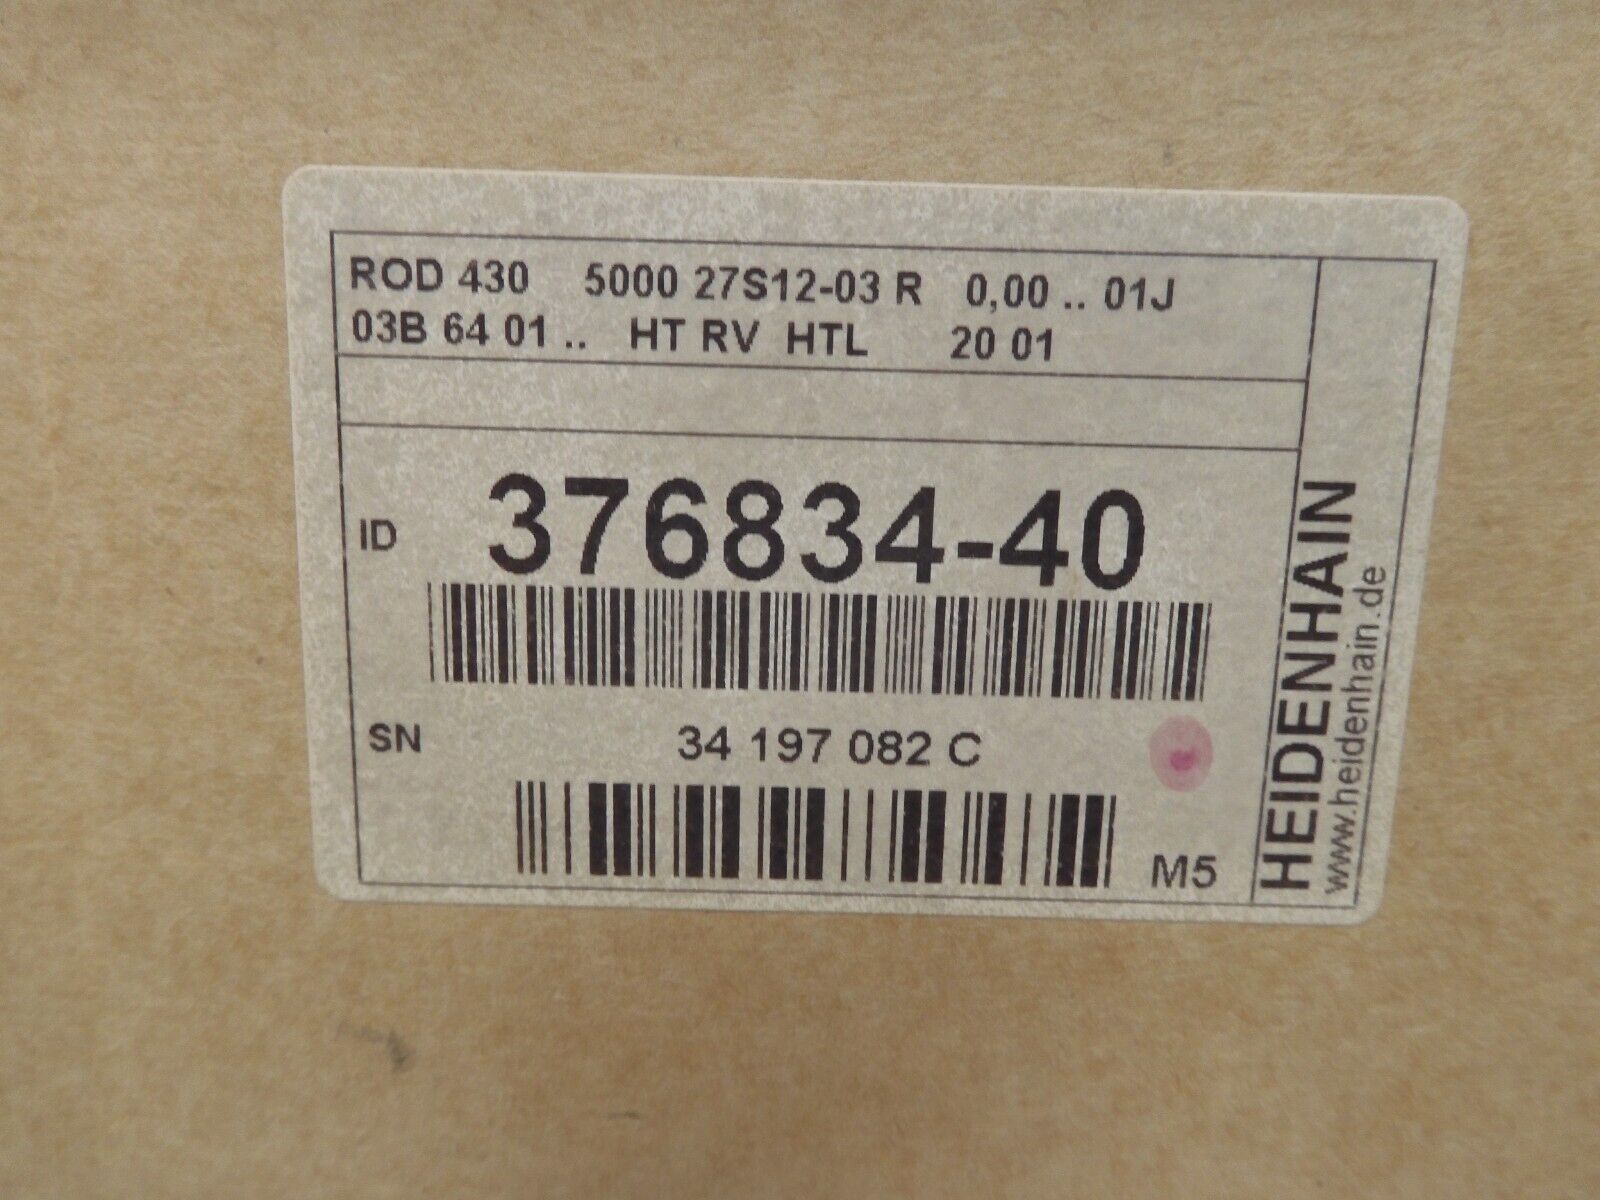 ROD 430 5000 27S12-03 R 0,00 .. 01J
03B 64 01 .. HT RV HTL 20 01
ID 376834-40
SN 34 197 082 C
M5
HEIDENHAIN
www.heidenhain.de